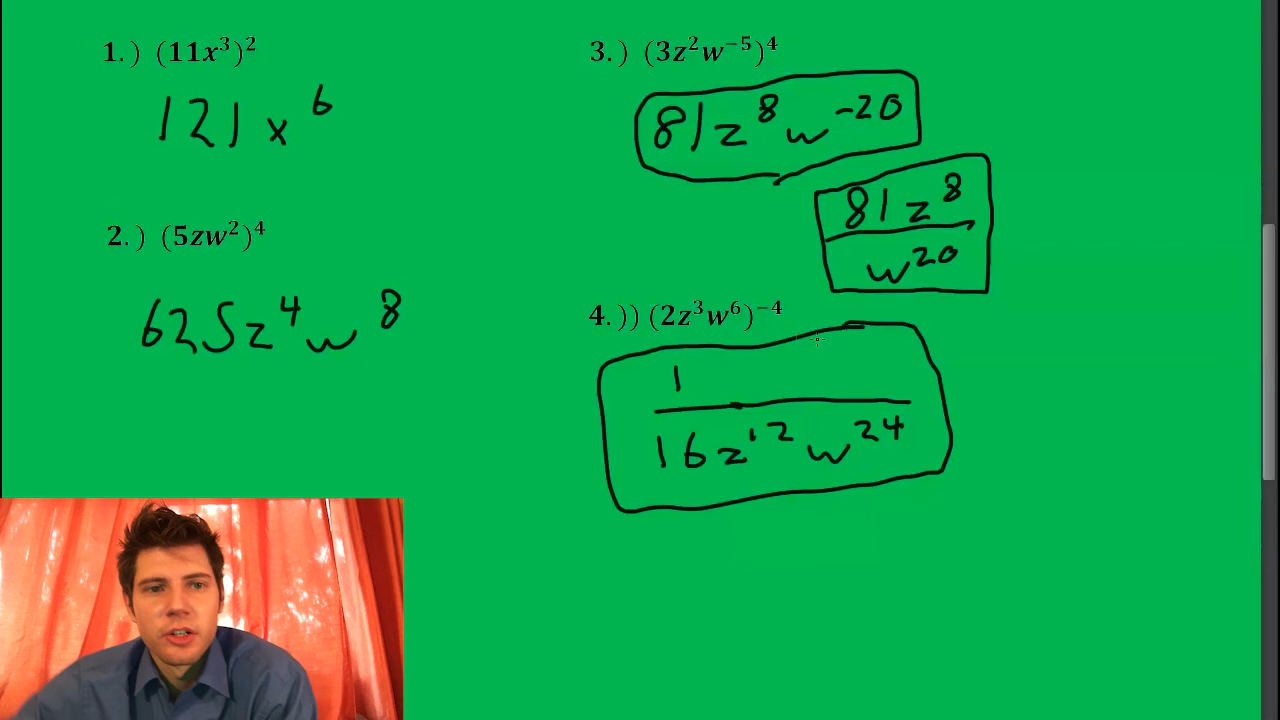 1.) (11x³)²
121x⁶
2.) (5zw²)⁴
625z⁴w⁸
3.) (3z²w⁻⁵)⁴
81z⁸w⁻²⁰
81z⁸
w²⁰
4.)) (2z³w⁶)⁻⁴
1
16z¹²w²⁴